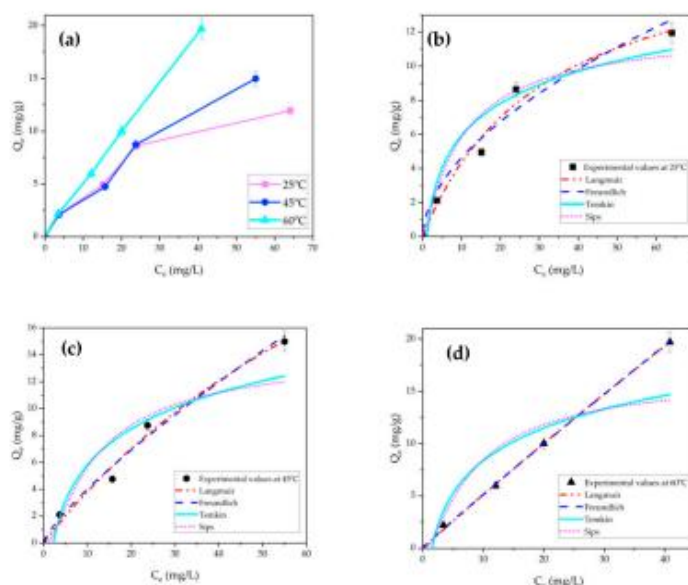 (a)
20
15
10
5
0
Qe (mg/g)
25°C
45°C
60°C
0 10 20 30 40 50 60 70
Ce (mg/L)
(b)
12
10
8
6
4
2
0
Qe (mg/g)
Experimental values at 25°C
Langmuir
Freundlich
Temkin
Sips
0 10 20 30 40 50 60
Ce (mg/L)
(c)
16
14
12
10
8
6
4
2
0
Qe (mg/g)
Experimental values at 45°C
Langmuir
Freundlich
Temkin
Sips
0 10 20 30 40 50 60
Ce (mg/L)
(d)
20
15
10
5
0
Qe (mg/g)
Experimental values at 60°C
Langmuir
Freundlich
Temkin
Sips
0 10 20 30 40
C (mg/L)